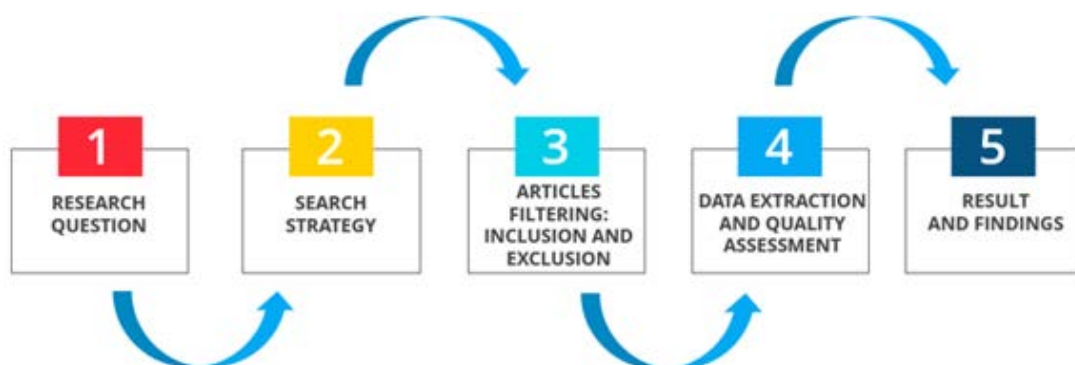 1
RESEARCH
QUESTION
2
SEARCH
STRATEGY
3
ARTICLES
FILTERING:
INCLUSION AND
EXCLUSION
4
DATA EXTRACTION
AND QUALITY
ASSESSMENT
5
RESULT
AND FINDINGS